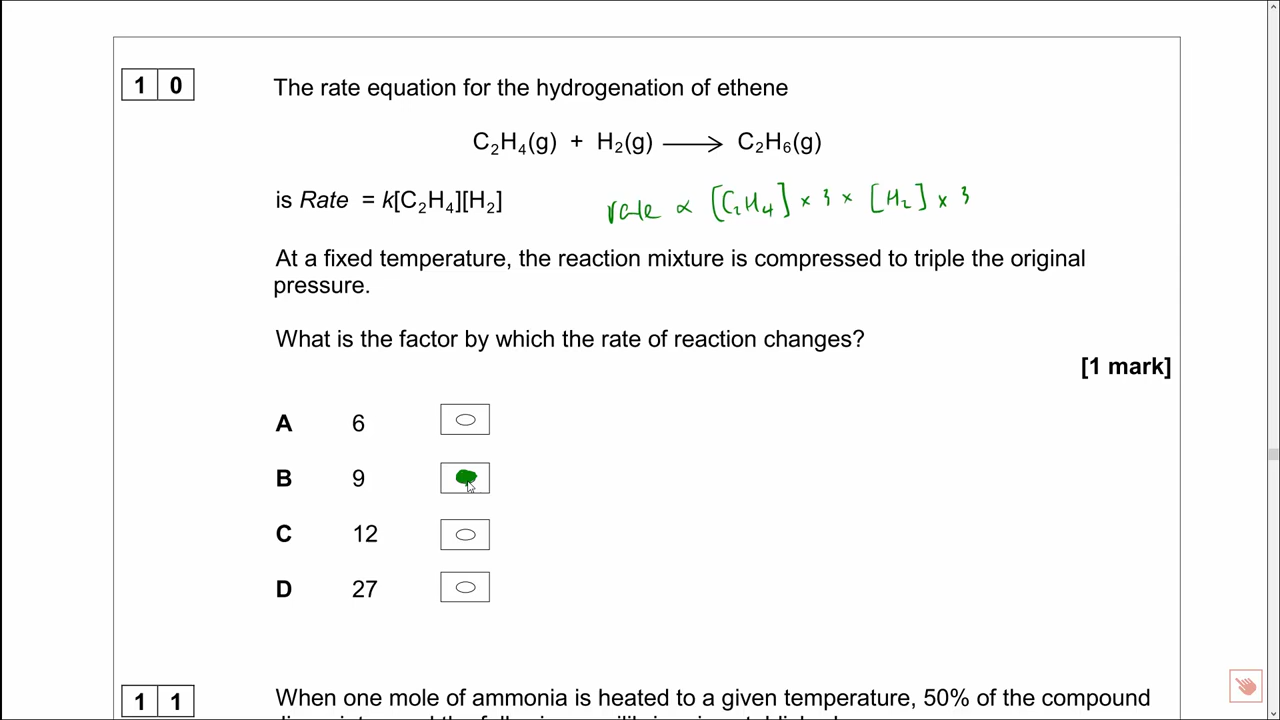 1 0 The rate equation for the hydrogenation of ethene
C₂H₄(g) + H₂(g) ⟶ C₂H₆(g)
is Rate = k[C₂H₄][H₂] rate ∝ [C₂H₄] × 3 × [H₂] × 3
At a fixed temperature, the reaction mixture is compressed to triple the original
pressure.
What is the factor by which the rate of reaction changes?
[1 mark]
A 6
B 9
C 12
D 27
1 1 When one mole of ammonia is heated to a given temperature, 50% of the compound